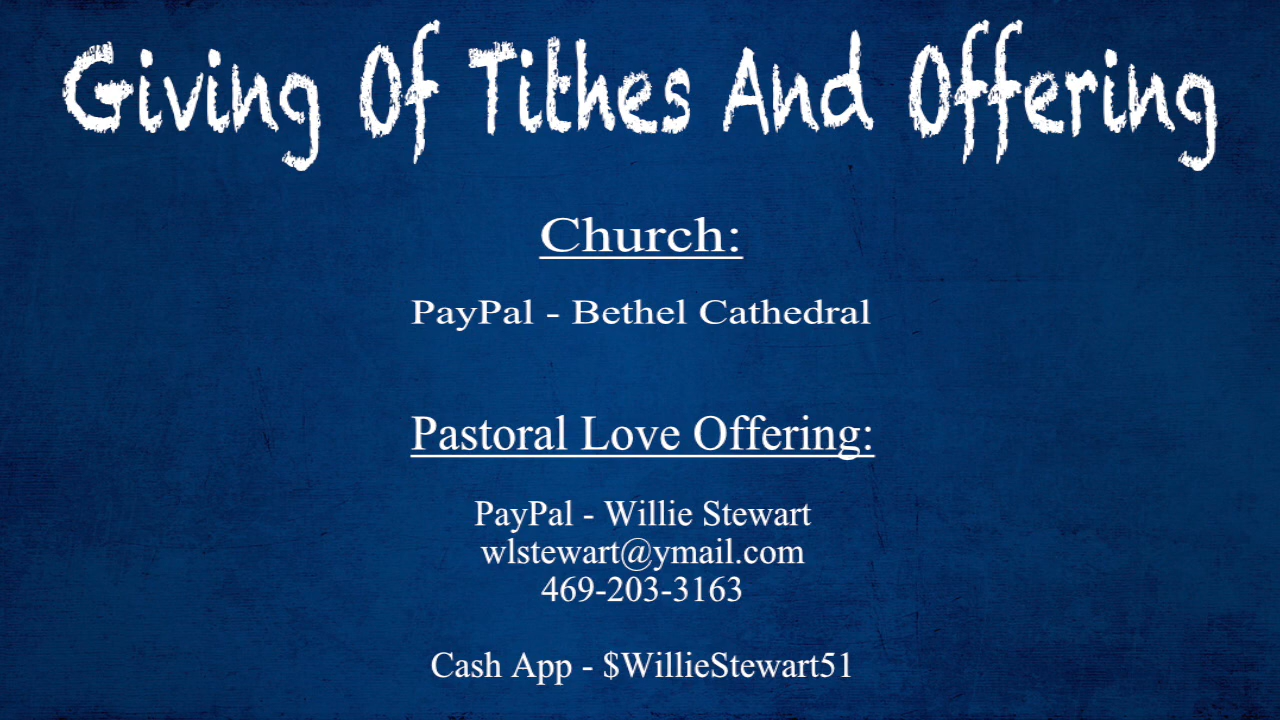 Giving Of Tithes And Offering
Church:
PayPal - Bethel Cathedral
Pastoral Love Offering:
PayPal - Willie Stewart
wlstewart@ymail.com
469-203-3163
Cash App - $WillieStewart51